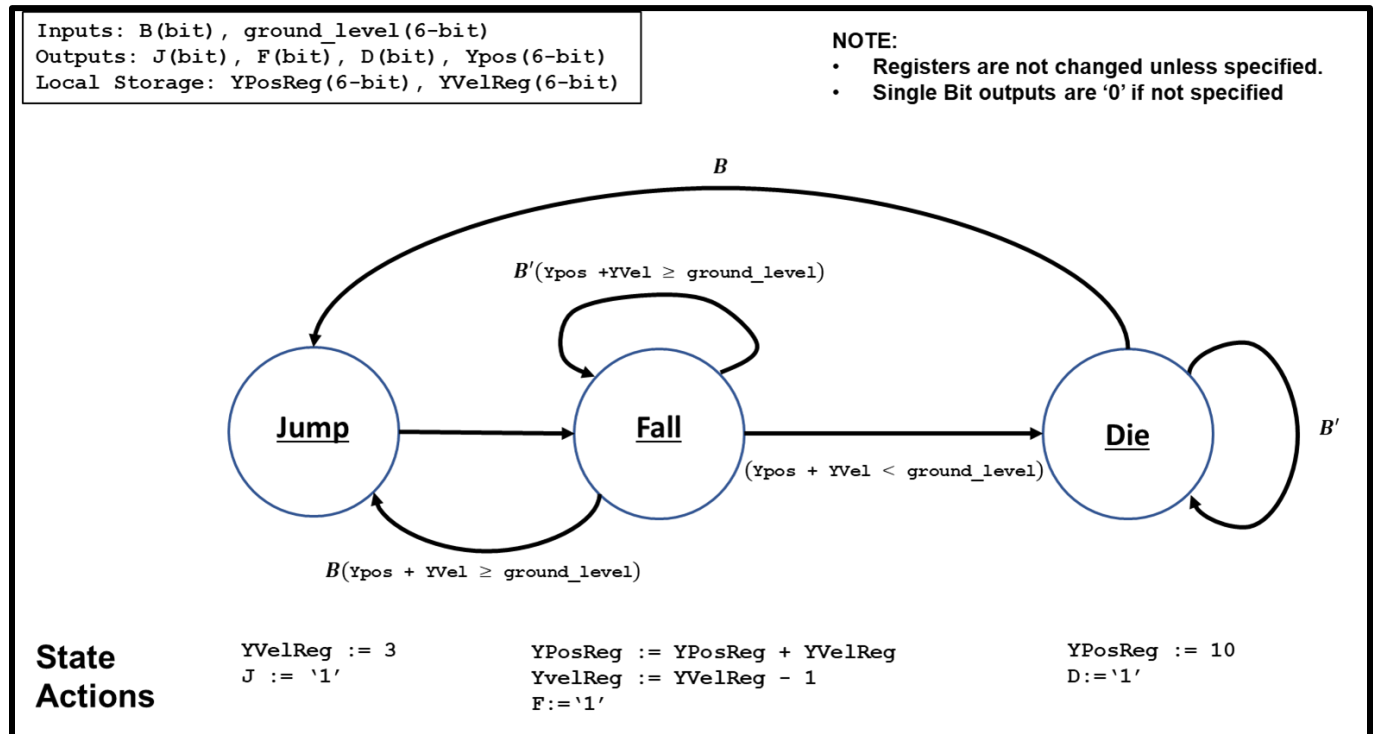 Inputs: B(bit), ground_level(6-bit)
Outputs: J(bit), F(bit), D(bit), Ypos(6-bit)
Local Storage: YPosReg(6-bit), YVelReg(6-bit)
NOTE:
• Registers are not changed unless specified.
• Single Bit outputs are ‘0’ if not specified
B
B′(Ypos +YVel ≥ ground_level)
Jump
Fall
Die
B′
(Ypos + YVel < ground_level)
B(Ypos + YVel ≥ ground_level)
State
Actions
YVelReg := 3
J := ‘1’
YPosReg := YPosReg + YVelReg
YvelReg := YVelReg - 1
F:=‘1’
YPosReg := 10
D:=‘1’